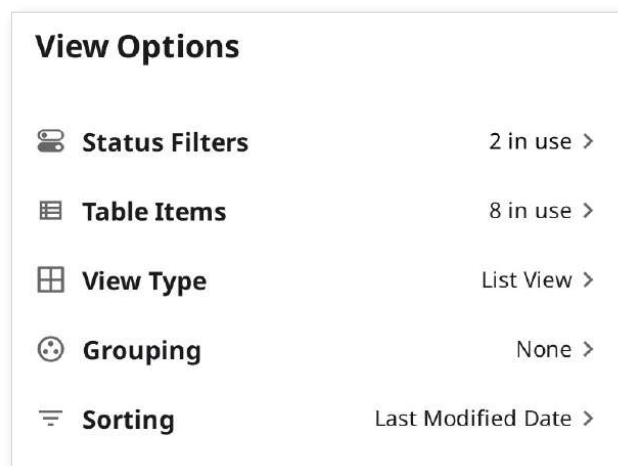 View Options
Status Filters 2 in use
Table Items 8 in use
View Type List View
Grouping None
Sorting Last Modified Date